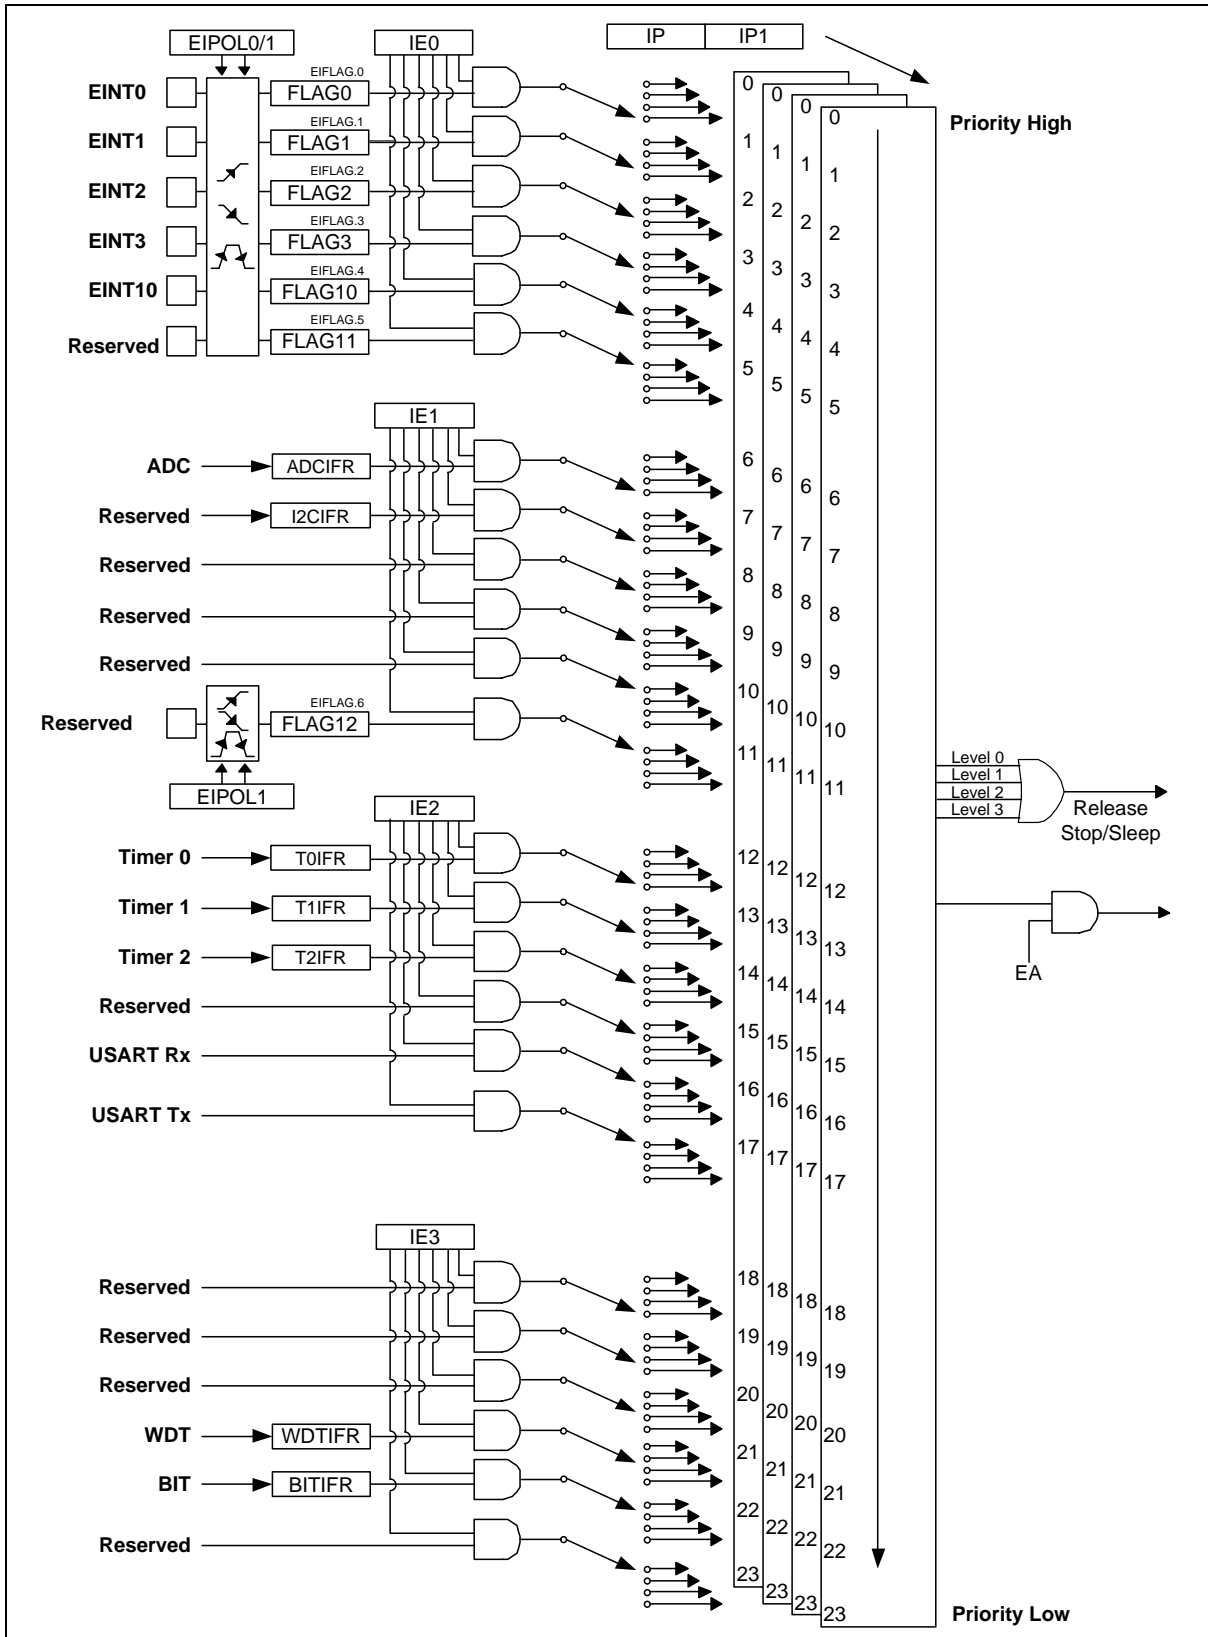 EIPOL0/1
IE0
IP IP1
EINT0
EIFLAG.0
FLAG0
EINT1
EIFLAG.1
FLAG1
EINT2
EIFLAG.2
FLAG2
EINT3
EIFLAG.3
FLAG3
EINT10
EIFLAG.4
FLAG10
Reserved
EIFLAG.5
FLAG11
IE1
ADC
ADCIFR
Reserved
I2CIFR
Reserved
Reserved
Reserved
Reserved
EIFLAG.6
FLAG12
EIPOL1
IE2
Timer 0
T0IFR
Timer 1
T1IFR
Timer 2
T2IFR
Reserved
USART Rx
USART Tx
IE3
Reserved
Reserved
Reserved
WDT
WDTIFR
BIT
BITIFR
Reserved
0 0 0 0
1 1 1 1
2 2 2 2
3 3 3 3
4 4 4 4
5 5 5 5
6 6 6 6
7 7 7 7
8 8 8 8
9 9 9 9
10 10 10 10
11 11 11 11
12 12 12 12
13 13 13 13
14 14 14 14
15 15 15 15
16 16 16 16
17 17 17 17
18 18 18 18
19 19 19 19
20 20 20 20
21 21 21 21
22 22 22 22
23 23 23 23
Priority High
Level 0
Level 1
Level 2
Level 3
Release
Stop/Sleep
EA
Priority Low